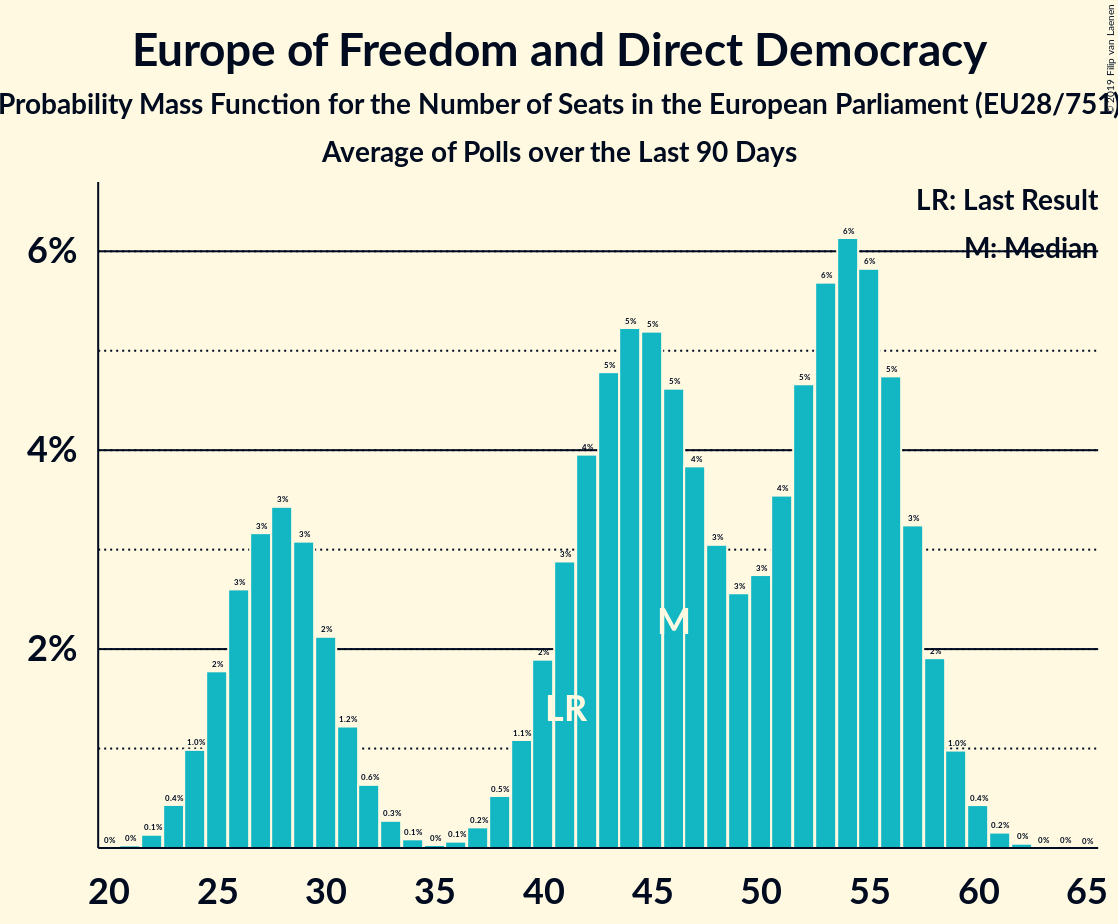 Europe of Freedom and Direct Democracy
Probability Mass Function for the Number of Seats in the European Parliament (EU28/751)
Average of Polls over the Last 90 Days
© 2019 Filip van Laenen
LR: Last Result
M: Median
6%
4%
2%
0% 0% 0.1% 0.4% 1.0% 2% 3% 3% 3% 3% 2% 1.2% 0.6% 0.3% 0.1% 0% 0.1% 0.2% 0.5% 1.1% 2% 3% 4% 5% 5% 5% 5% 4% 3% 3% 3% 4% 5% 6% 6% 6% 5% 3% 2% 1.0% 0.4% 0.2% 0% 0% 0% 0%
M
LR
20 25 30 35 40 45 50 55 60 65